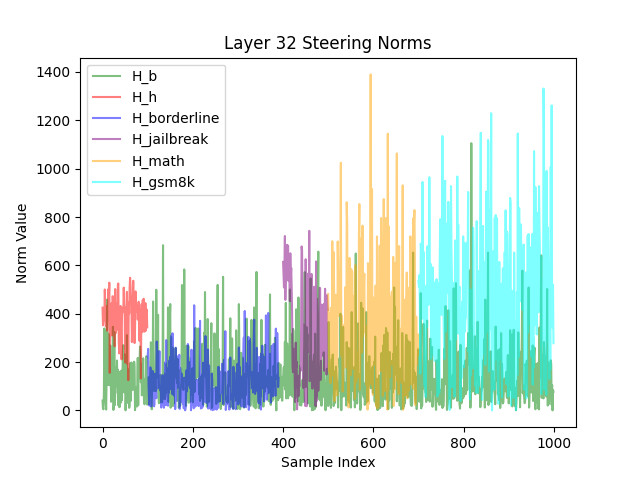 Layer 32 Steering Norms
H_b
H_h
H_borderline
H_jailbreak
H_math
H_gsm8k
Norm Value
1400
1200
1000
800
600
400
200
0
0 200 400 600 800 1000
Sample Index